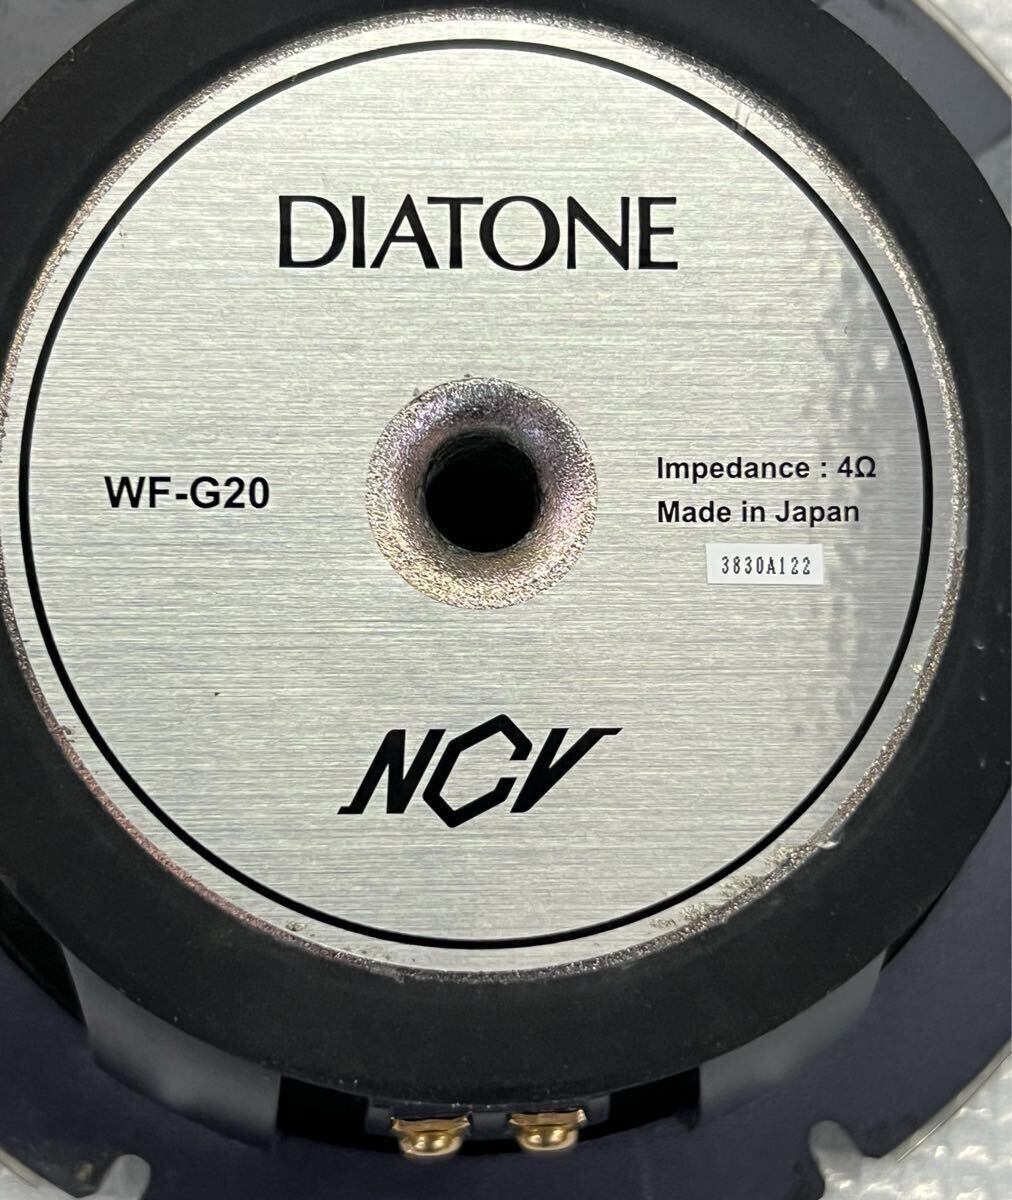 DIATONE
WF-G20
Impedance : 4Ω
Made in Japan
3830A122
NCV